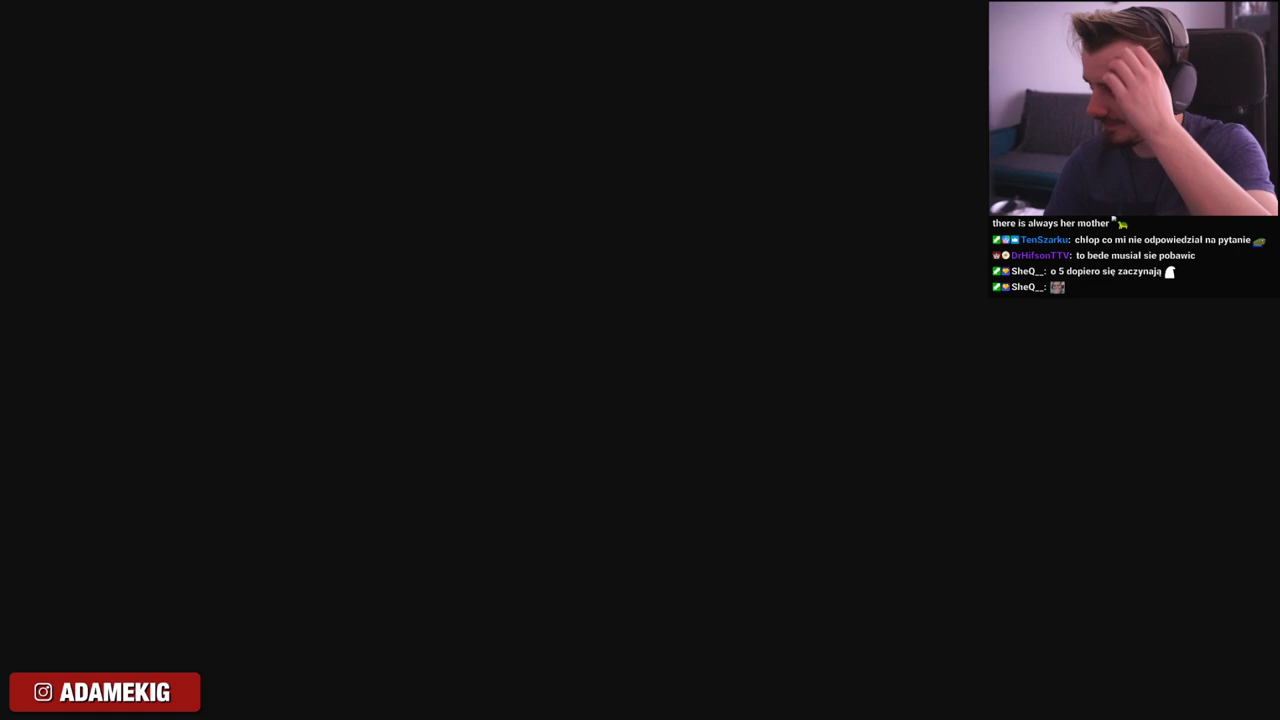 there is always her mother
TenSzarku: chłop co mi nie odpowiedział na pytanie
DrHifsonTTV: to bede musiał sie pobawic
SheQ__: o 5 dopiero się zaczynają
SheQ__:
ADAMEKIG